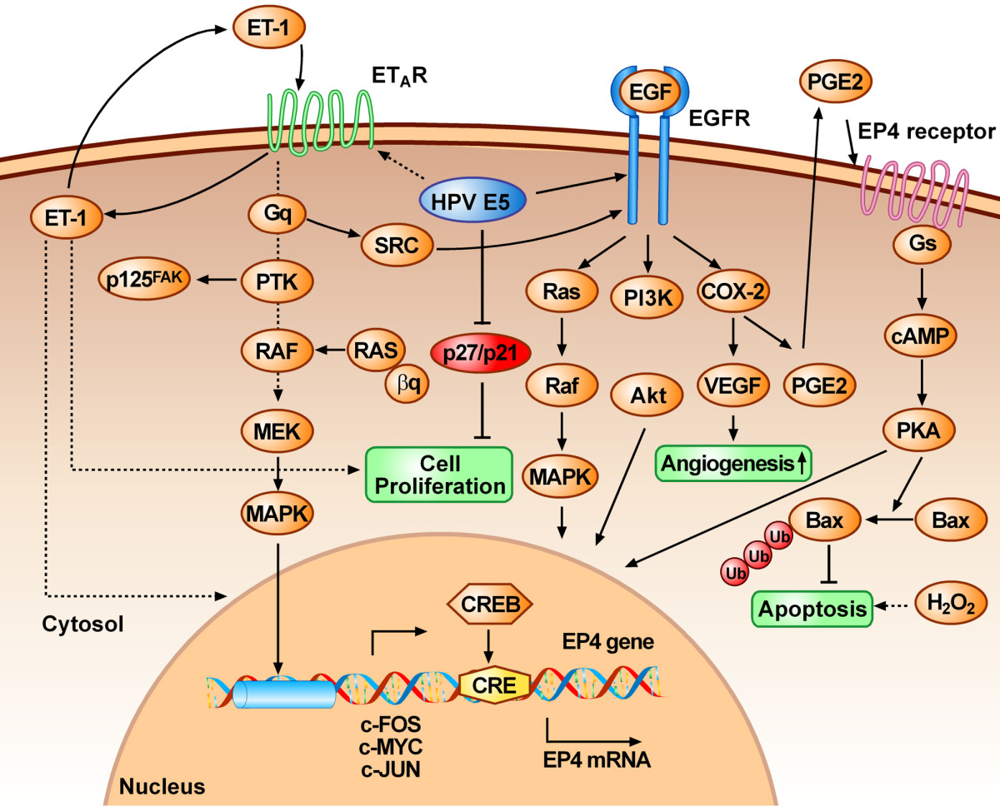 ET-1
ETAR
EGF
EGFR
PGE2
EP4 receptor
HPV E5
ET-1
Gq
SRC
Gs
p125FAK
PTK
Ras
PI3K
COX-2
cAMP
RAF
RAS
βq
p27/p21
Raf
Akt
VEGF
PGE2
MEK
PKA
Cell
Proliferation
MAPK
Angiogenesis
MAPK
Bax
Bax
Ub
Ub
Ub
Apoptosis
H2O2
Cytosol
CREB
EP4 gene
CRE
c-FOS
c-MYC
c-JUN
EP4 mRNA
Nucleus